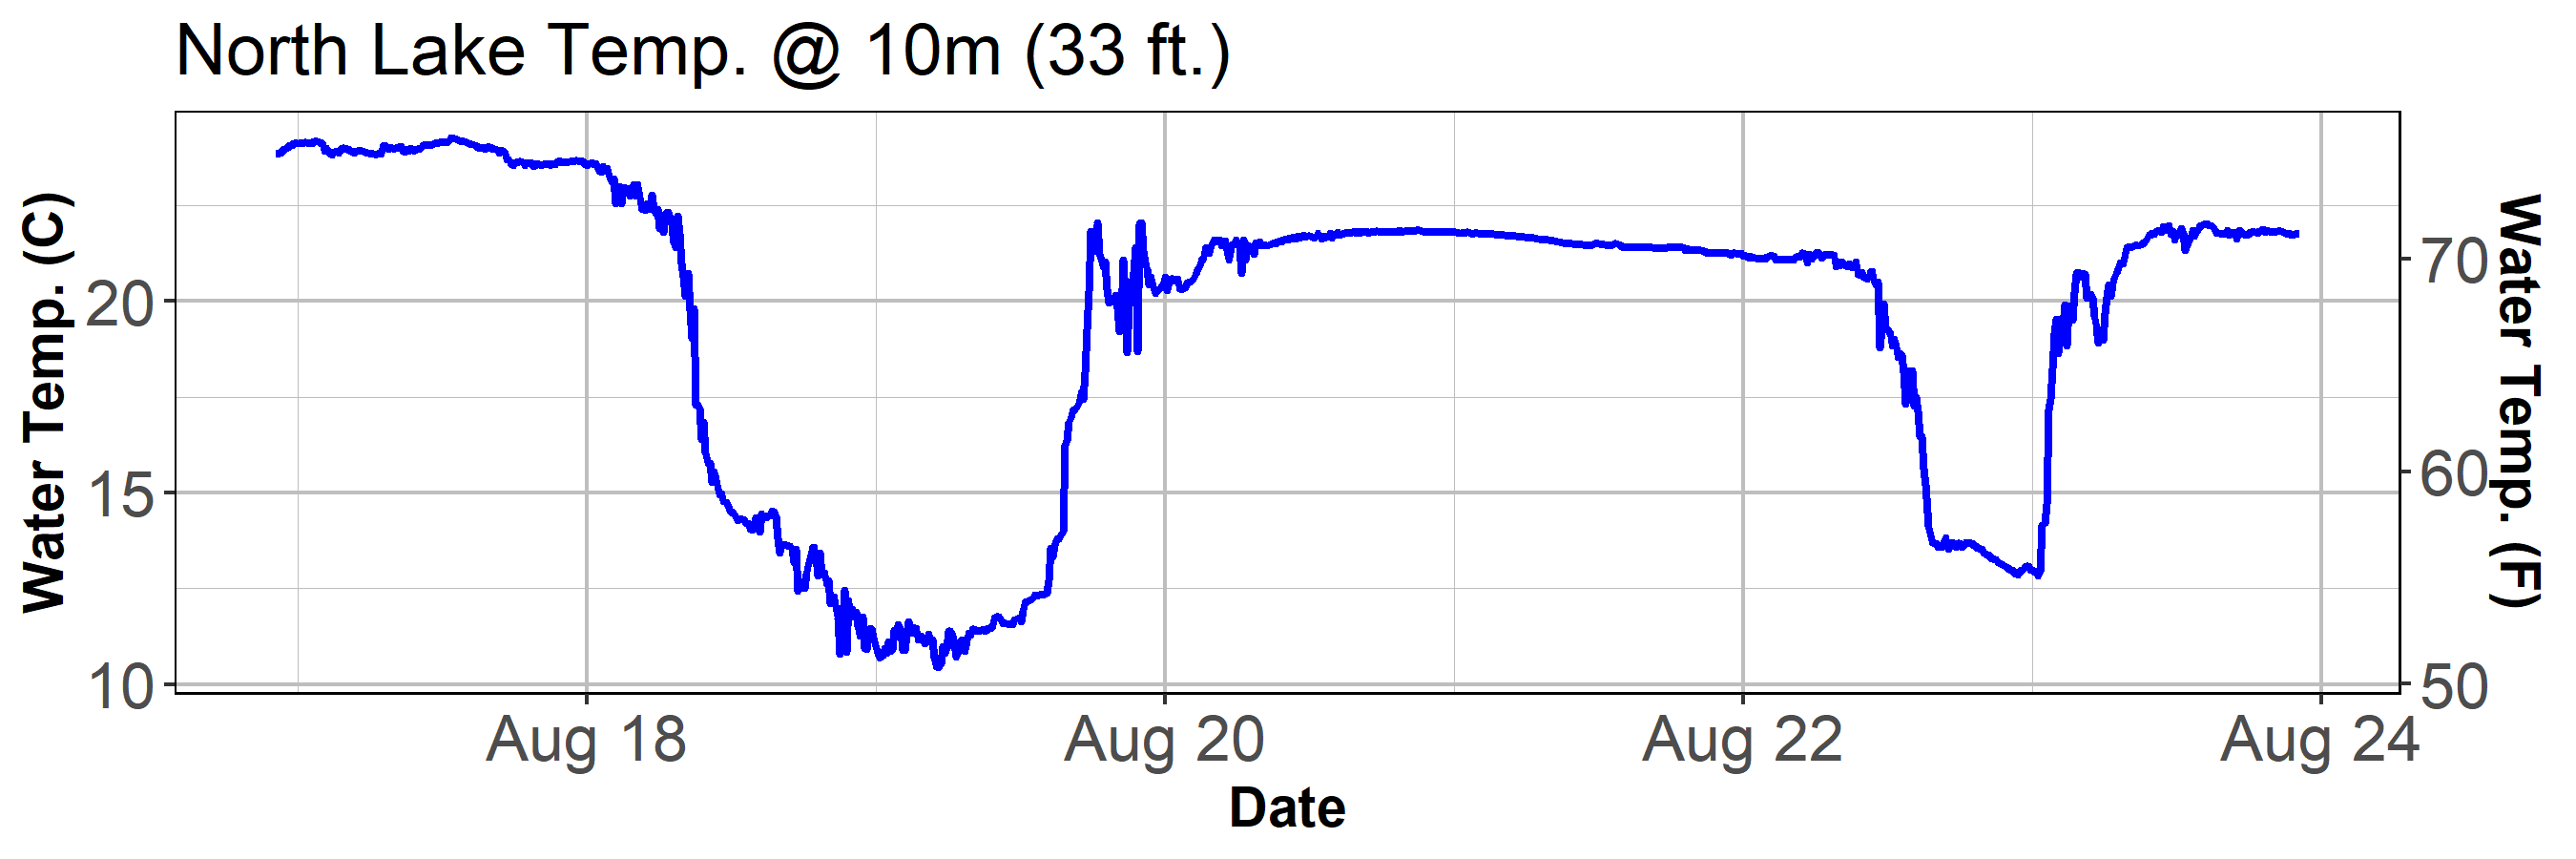 North Lake Temp. @ 10m (33 ft.)
Water Temp. (C)
20
15
10
70
60
50
Water Temp. (F)
Aug 18
Aug 20
Aug 22
Aug 24
Date